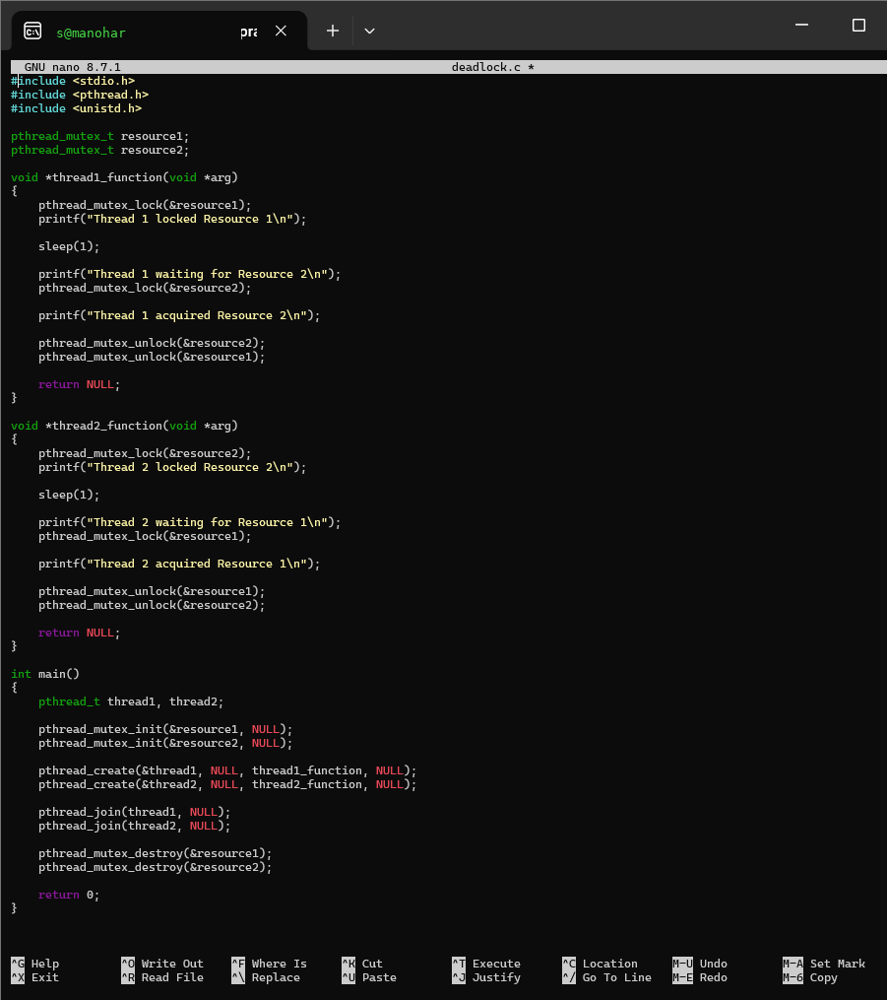 s@manohar pra
GNU nano 8.7.1 deadlock.c *
#include <stdio.h>
#include <pthread.h>
#include <unistd.h>

pthread_mutex_t resource1;
pthread_mutex_t resource2;

void *thread1_function(void *arg)
{
    pthread_mutex_lock(&resource1);
    printf("Thread 1 locked Resource 1\n");

    sleep(1);

    printf("Thread 1 waiting for Resource 2\n");
    pthread_mutex_lock(&resource2);

    printf("Thread 1 acquired Resource 2\n");

    pthread_mutex_unlock(&resource2);
    pthread_mutex_unlock(&resource1);

    return NULL;
}

void *thread2_function(void *arg)
{
    pthread_mutex_lock(&resource2);
    printf("Thread 2 locked Resource 2\n");

    sleep(1);

    printf("Thread 2 waiting for Resource 1\n");
    pthread_mutex_lock(&resource1);

    printf("Thread 2 acquired Resource 1\n");

    pthread_mutex_unlock(&resource1);
    pthread_mutex_unlock(&resource2);

    return NULL;
}

int main()
{
    pthread_t thread1, thread2;

    pthread_mutex_init(&resource1, NULL);
    pthread_mutex_init(&resource2, NULL);

    pthread_create(&thread1, NULL, thread1_function, NULL);
    pthread_create(&thread2, NULL, thread2_function, NULL);

    pthread_join(thread1, NULL);
    pthread_join(thread2, NULL);

    pthread_mutex_destroy(&resource1);
    pthread_mutex_destroy(&resource2);

    return 0;
}

^G Help ^O Write Out ^F Where Is ^K Cut ^T Execute ^C Location M-U Undo M-A Set Mark
^X Exit ^R Read File ^\ Replace ^U Paste ^J Justify ^/ Go To Line M-E Redo M-6 Copy